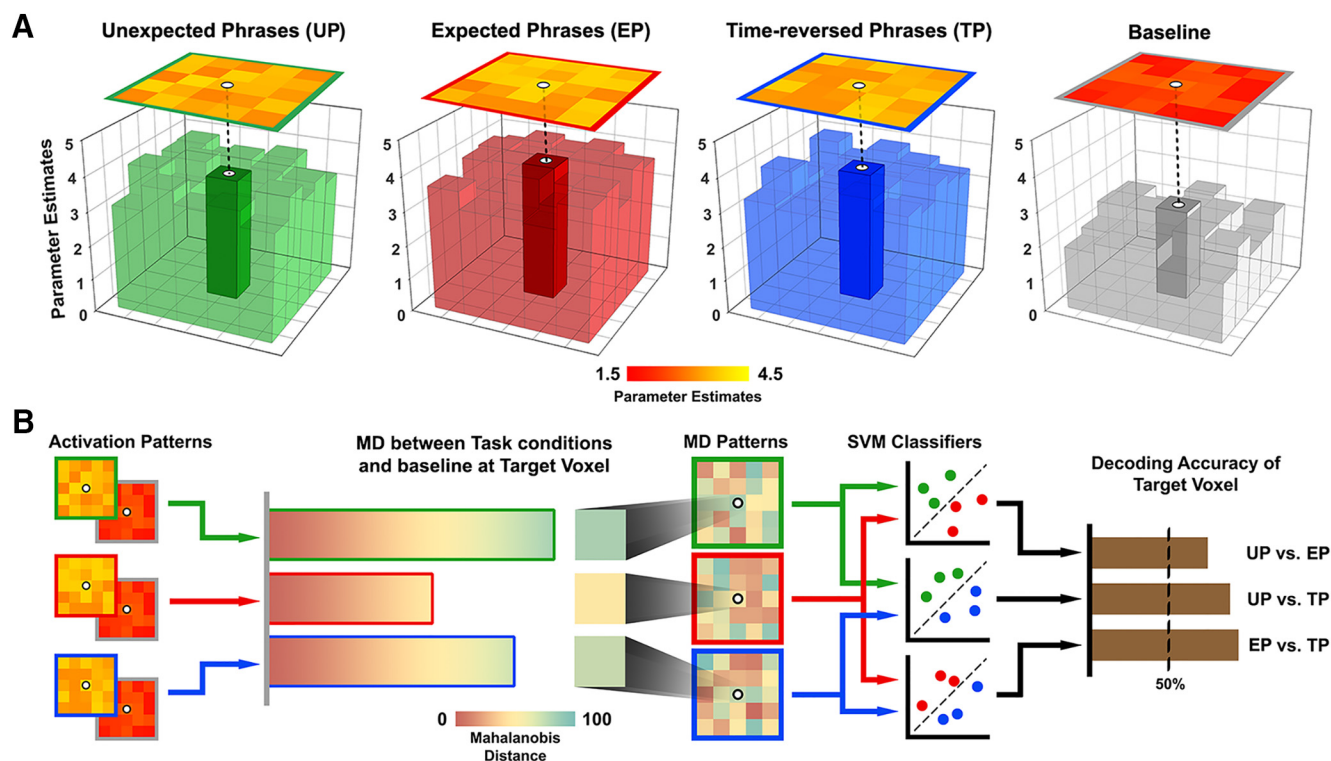 A
Unexpected Phrases (UP)
Expected Phrases (EP)
Time-reversed Phrases (TP)
Baseline
Parameter Estimates
5
4
3
2
1
0
5
4
3
2
1
0
5
4
3
2
1
0
5
4
3
2
1
0
1.5
4.5
Parameter Estimates
B
Activation Patterns
MD between Task conditions
and baseline at Target Voxel
MD Patterns
SVM Classifiers
Decoding Accuracy of
Target Voxel
UP vs. EP
UP vs. TP
EP vs. TP
50%
0
100
Mahalanobis
Distance